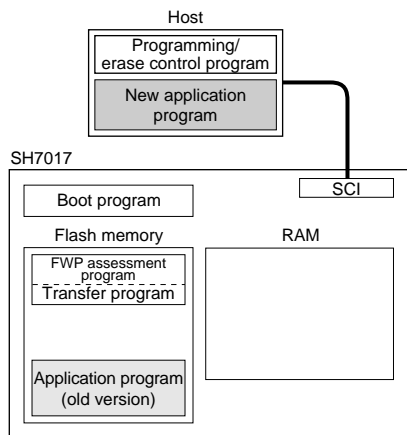 Host
Programming/
erase control program
New application
program
SH7017
SCI
Boot program
Flash memory
RAM
FWP assessment
program
Transfer program
Application program
(old version)